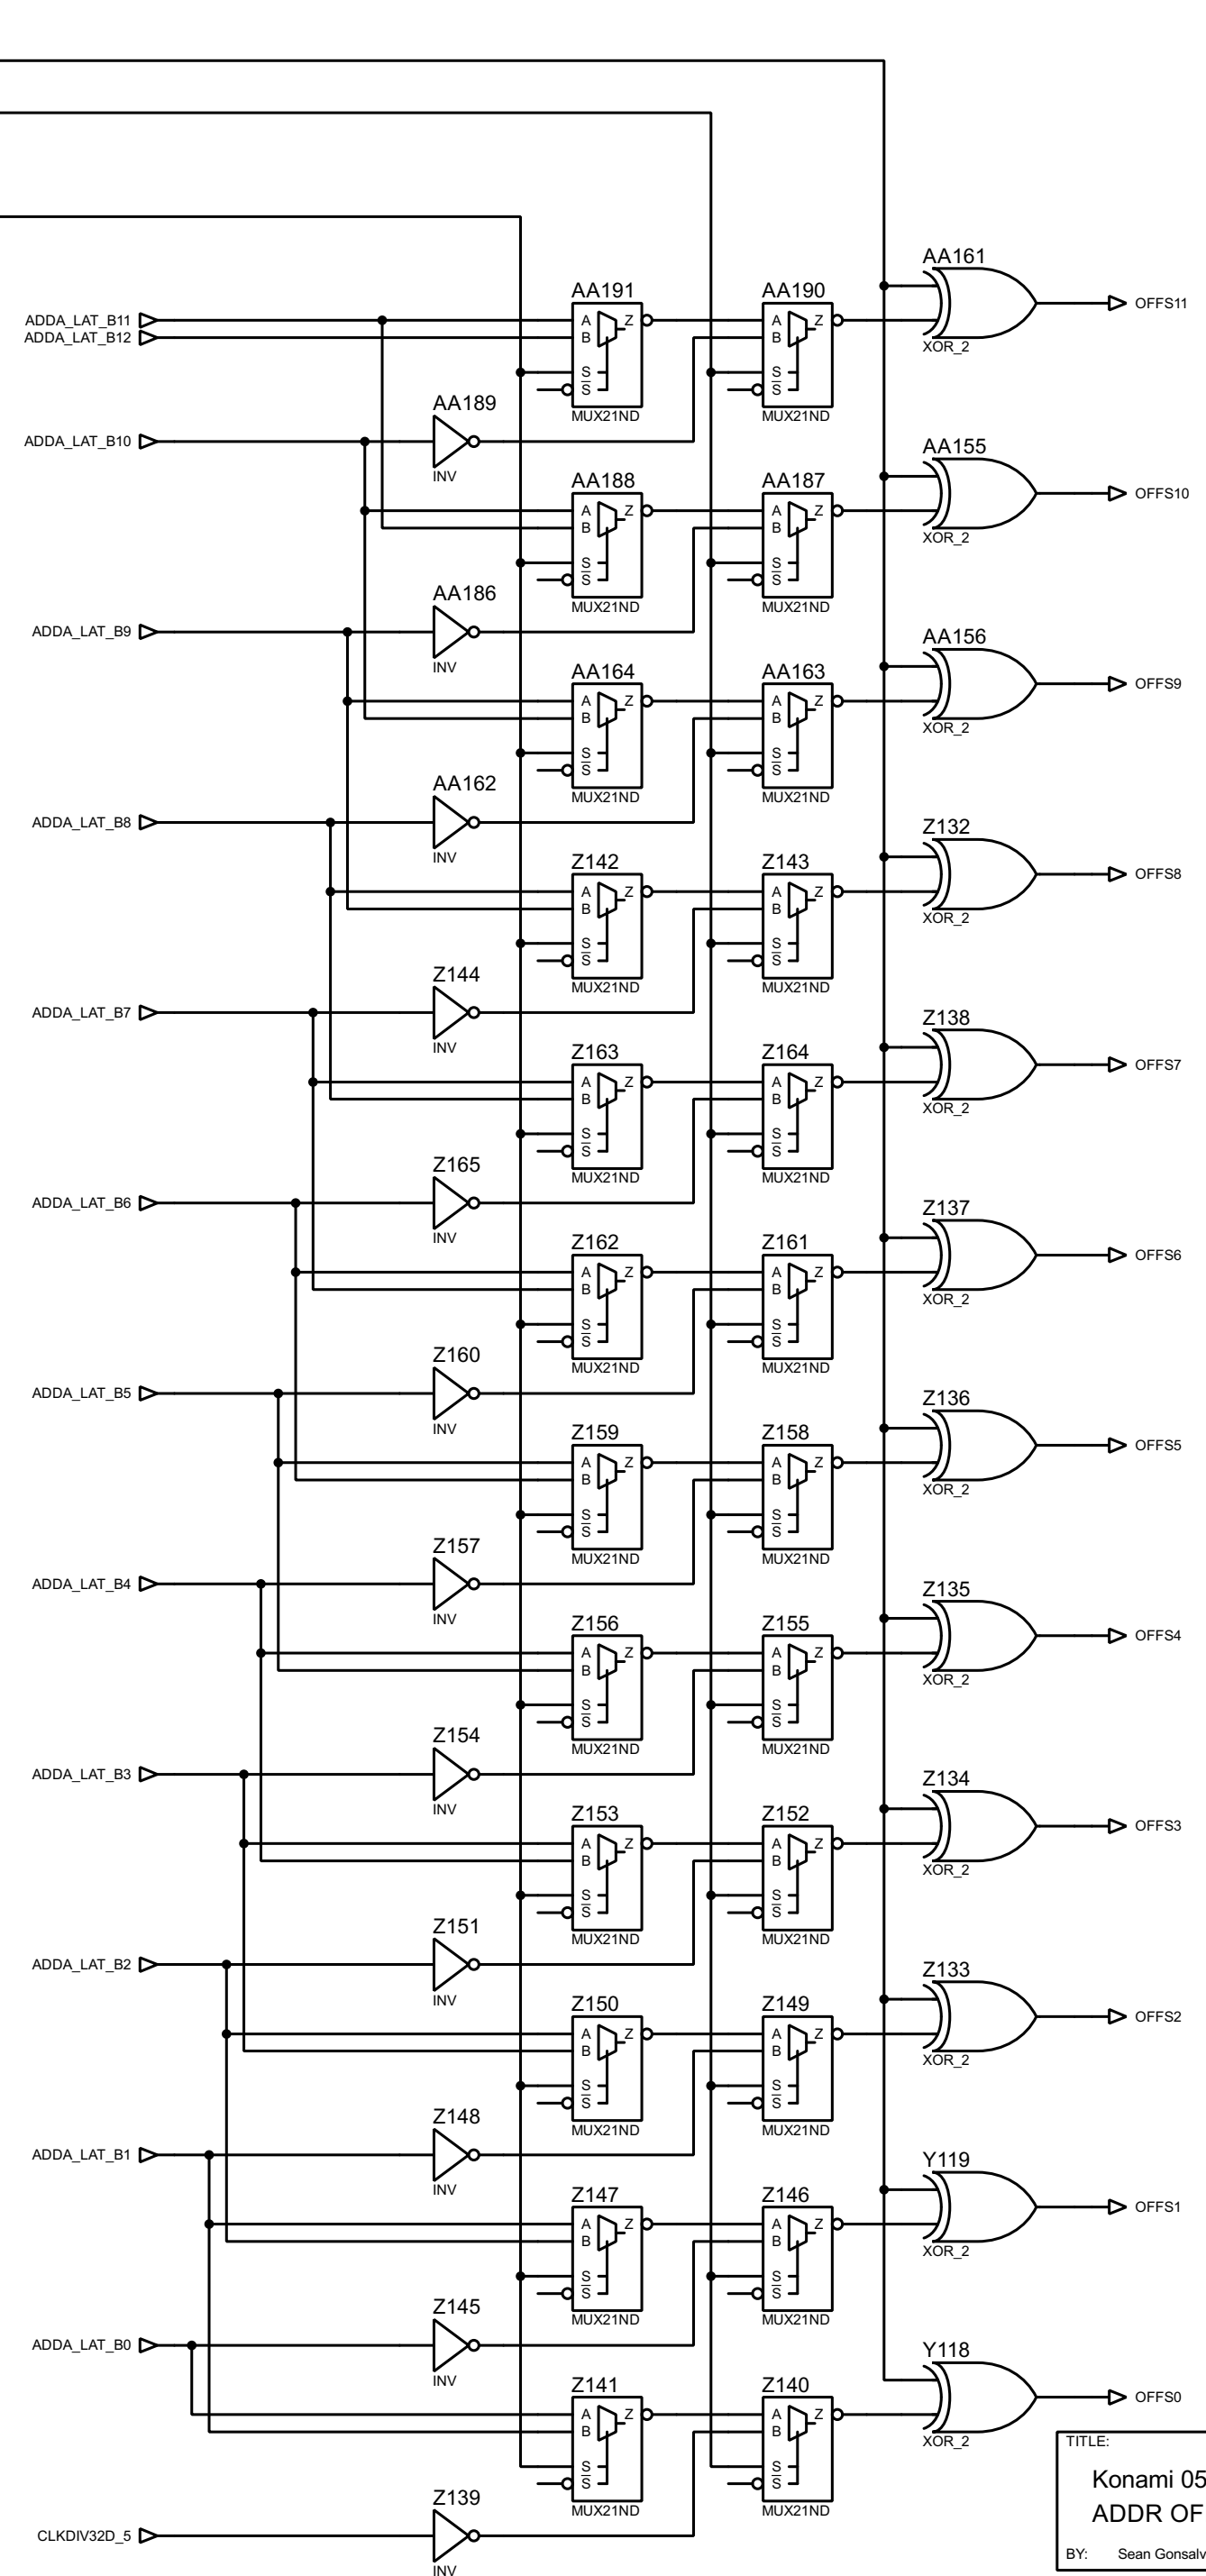 AA161
OFFS11
XOR_2
AA191
AA190
ADDA_LAT_B11
ADDA_LAT_B12
A Z
B
S
S
MUX21ND
A Z
B
S
S
MUX21ND
AA189
ADDA_LAT_B10
INV
AA155
OFFS10
XOR_2
AA188
AA187
A Z
B
S
S
MUX21ND
A Z
B
S
S
MUX21ND
AA186
ADDA_LAT_B9
INV
AA156
OFFS9
XOR_2
AA164
AA163
A Z
B
S
S
MUX21ND
A Z
B
S
S
MUX21ND
AA162
ADDA_LAT_B8
INV
Z132
OFFS8
XOR_2
Z142
Z143
A Z
B
S
S
MUX21ND
A Z
B
S
S
MUX21ND
Z144
ADDA_LAT_B7
INV
Z138
OFFS7
XOR_2
Z163
Z164
A Z
B
S
S
MUX21ND
A Z
B
S
S
MUX21ND
Z165
ADDA_LAT_B6
INV
Z137
OFFS6
XOR_2
Z162
Z161
A Z
B
S
S
MUX21ND
A Z
B
S
S
MUX21ND
Z160
ADDA_LAT_B5
INV
Z136
OFFS5
XOR_2
Z159
Z158
A Z
B
S
S
MUX21ND
A Z
B
S
S
MUX21ND
Z157
ADDA_LAT_B4
INV
Z135
OFFS4
XOR_2
Z156
Z155
A Z
B
S
S
MUX21ND
A Z
B
S
S
MUX21ND
Z154
ADDA_LAT_B3
INV
Z134
OFFS3
XOR_2
Z153
Z152
A Z
B
S
S
MUX21ND
A Z
B
S
S
MUX21ND
Z151
ADDA_LAT_B2
INV
Z133
OFFS2
XOR_2
Z150
Z149
A Z
B
S
S
MUX21ND
A Z
B
S
S
MUX21ND
Z148
ADDA_LAT_B1
INV
Y119
OFFS1
XOR_2
Z147
Z146
A Z
B
S
S
MUX21ND
A Z
B
S
S
MUX21ND
Z145
ADDA_LAT_B0
INV
Y118
OFFS0
XOR_2
Z141
Z140
A Z
B
S
S
MUX21ND
A Z
B
S
S
MUX21ND
Z139
CLKDIV32D_5
INV
TITLE:
Konami 05
ADDR OF
BY: Sean Gonsalv